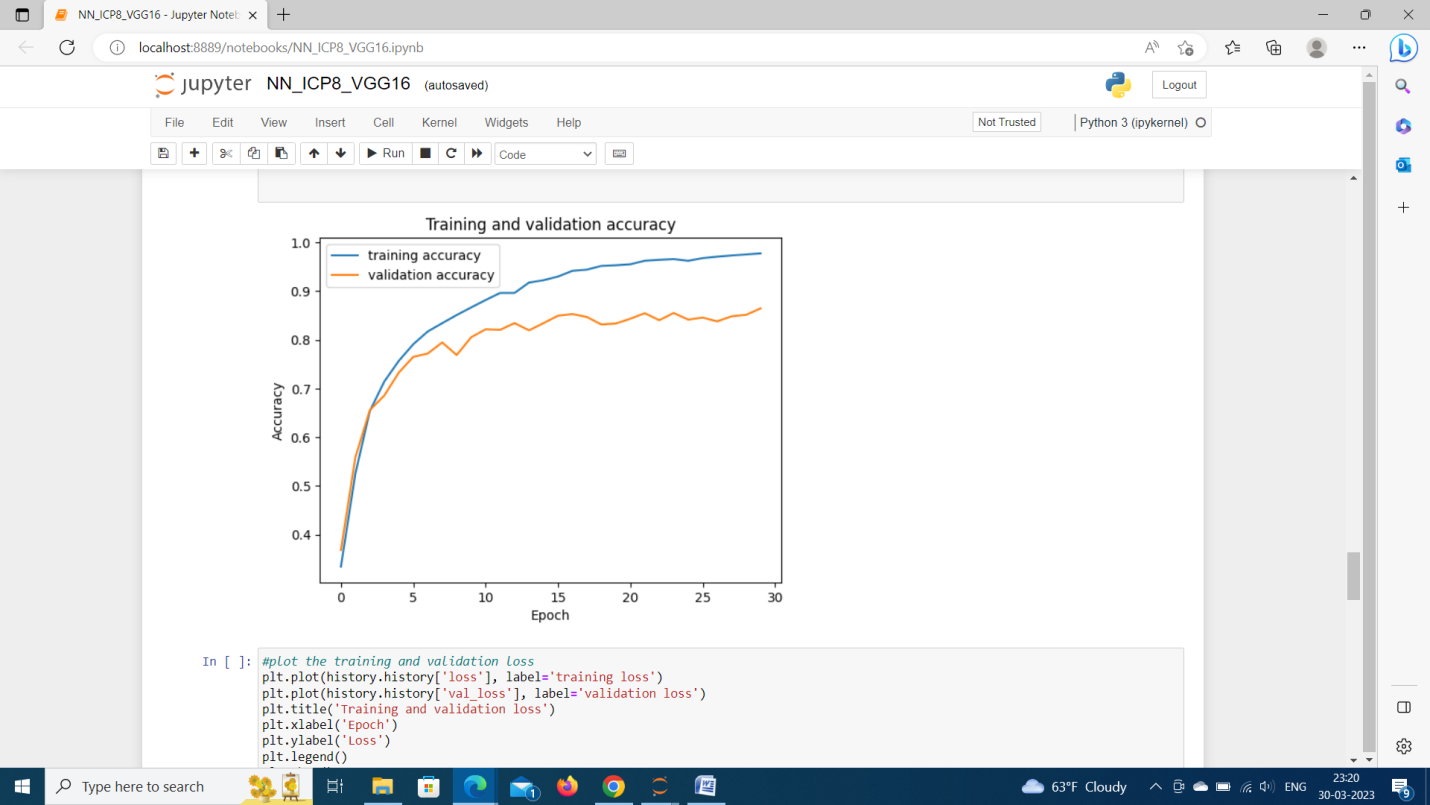 NN_ICP8_VGG16 - Jupyter Noteb
localhost:8889/notebooks/NN_ICP8_VGG16.ipynb
jupyter NN_ICP8_VGG16 (autosaved)
Logout
File Edit View Insert Cell Kernel Widgets Help
Not Trusted
Python 3 (ipykernel)
Run
Code
Training and validation accuracy
training accuracy
validation accuracy
1.0
0.9
0.8
0.7
0.6
0.5
0.4
Accuracy
0 5 10 15 20 25 30
Epoch
In [ ]:
#plot the training and validation loss
plt.plot(history.history['loss'], label='training loss')
plt.plot(history.history['val_loss'], label='validation loss')
plt.title('Training and validation loss')
plt.xlabel('Epoch')
plt.ylabel('Loss')
plt.legend()
Type here to search
1
63°F Cloudy
ENG
23:20
30-03-2023
9